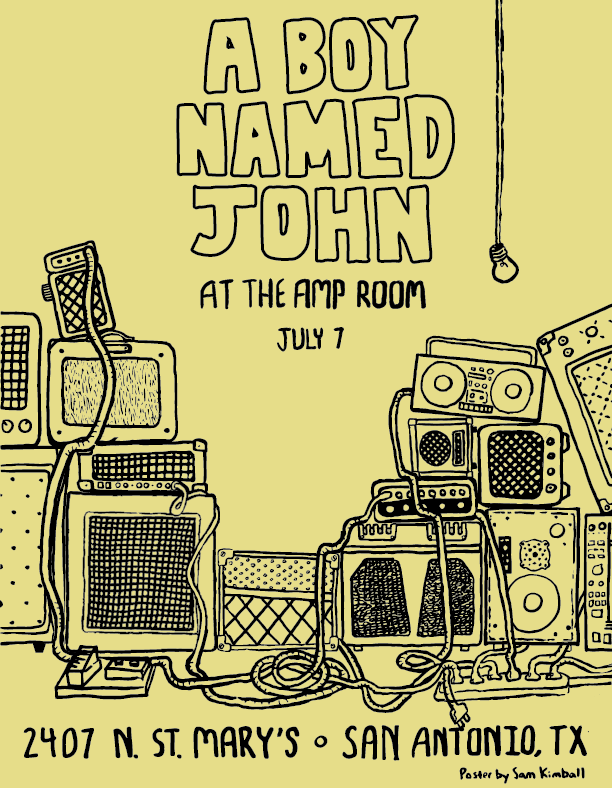 A BOY
NAMED
JOHN
AT THE AMP ROOM
JULY 7
2407 N. ST. MARY'S • SAN ANTONIO, TX
Poster by Sam Kimball